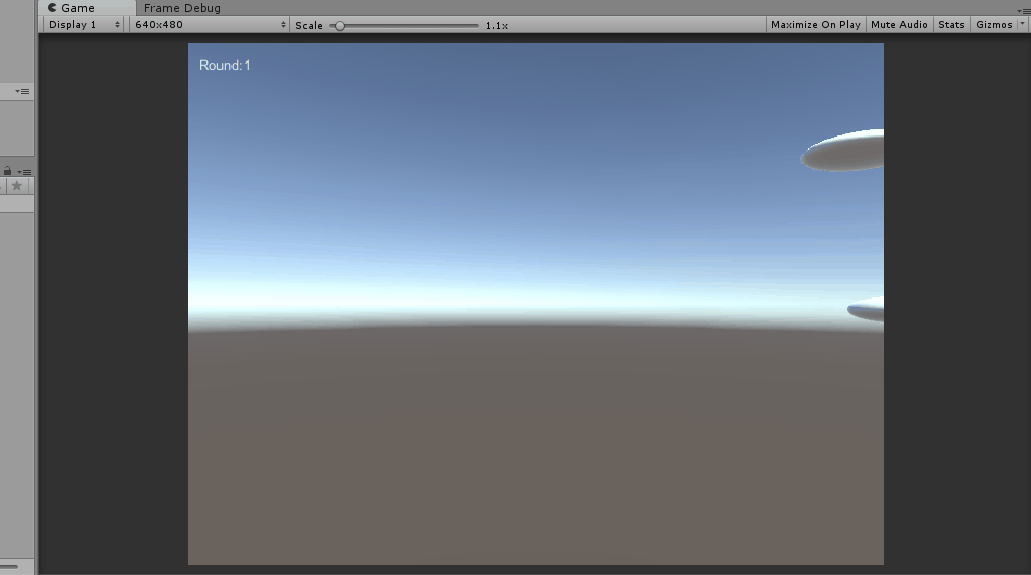 Game Frame Debug
Display 1 640x480 Scale 1.1x Maximize On Play Mute Audio Stats Gizmos
Round:1